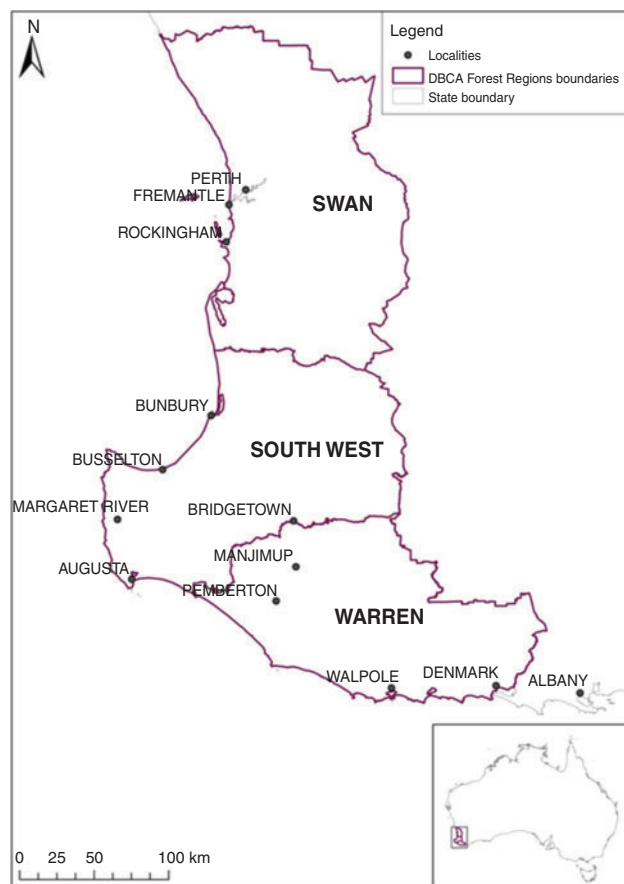 N
Legend
Localities
DBCA Forest Regions boundaries
State boundary
PERTH
FREMANTLE
SWAN
ROCKINGHAM
BUNBURY
SOUTH WEST
BUSSELTON
MARGARET RIVER
BRIDGETOWN
MANJIMUP
AUGUSTA
PEMBERTON
WARREN
WALPOLE
DENMARK
ALBANY
0 25 50 100 km